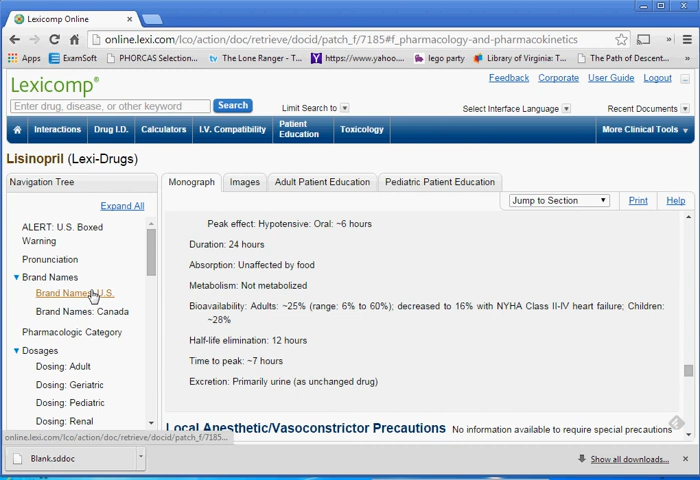 Lexicomp Online
online.lexi.com/lco/action/doc/retrieve/docid/patch_f/7185#f_pharmacology-and-pharmacokinetics
Apps ExamSoft PHORCAS Selection... The Lone Ranger - T... https://www.yahoo.... lego party Library of Virginia: T... The Path of Descent...
Lexicomp®
Feedback Corporate User Guide Logout
Enter drug, disease, or other keyword Search Limit Search to Select Interface Language Recent Documents
Interactions Drug I.D. Calculators I.V. Compatibility Patient Education Toxicology More Clinical Tools
Lisinopril (Lexi-Drugs)
Navigation Tree
Expand All
ALERT: U.S. Boxed
Warning
Pronunciation
Brand Names
Brand Names: U.S.
Brand Names: Canada
Pharmacologic Category
Dosages
Dosing: Adult
Dosing: Geriatric
Dosing: Pediatric
Dosing: Renal
Monograph Images Adult Patient Education Pediatric Patient Education
Jump to Section Print Help
Peak effect: Hypotensive: Oral: ~6 hours
Duration: 24 hours
Absorption: Unaffected by food
Metabolism: Not metabolized
Bioavailability: Adults: ~25% (range: 6% to 60%); decreased to 16% with NYHA Class II-IV heart failure; Children:
~28%
Half-life elimination: 12 hours
Time to peak: ~7 hours
Excretion: Primarily urine (as unchanged drug)
Local Anesthetic/Vasoconstrictor Precautions No information available to require special precautions
online.lexi.com/lco/action/doc/retrieve/docid/patch_f/7185...
Blank.sddoc
Show all downloads...